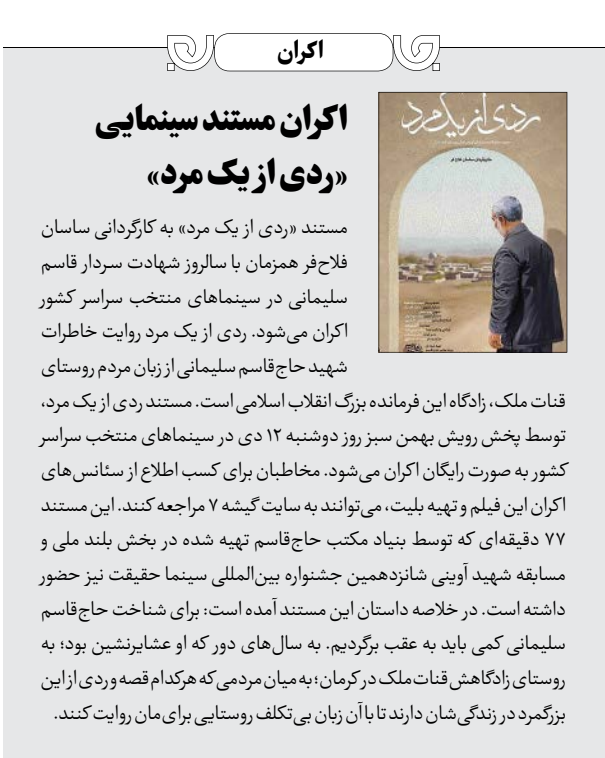 اکران
اکران مستند سینمایی
«ردی از یک مرد»
ردی از یک مرد
مستند «ردی از یک مرد» به کارگردانی ساسان
فلاح‌فر همزمان با سالروز شهادت سردار قاسم
سلیمانی در سینماهای منتخب سراسر کشور
اکران می‌شود. ردی از یک مرد روایت خاطرات
شهید حاج‌قاسم سلیمانی از زبان مردم روستای
قنات ملک، زادگاه این فرمانده بزرگ انقلاب اسلامی است. مستند ردی از یک مرد،
توسط پخش رویش بهمن سبز روز دوشنبه ۱۲ دی در سینماهای منتخب سراسر
کشور به صورت رایگان اکران می‌شود. مخاطبان برای کسب اطلاع از سئانس‌های
اکران این فیلم و تهیه بلیت، می‌توانند به سایت گیشه ۷ مراجعه کنند. این مستند
۷۷ دقیقه‌ای که توسط بنیاد مکتب حاج‌قاسم تهیه شده در بخش بلند ملی و
مسابقه شهید آوینی شانزدهمین جشنواره بین‌المللی سینما حقیقت نیز حضور
داشته است. در خلاصه داستان این مستند آمده است: برای شناخت حاج‌قاسم
سلیمانی کمی باید به عقب برگردیم. به سال‌های دور که او عشایرنشین بود؛ به
روستای زادگاهش قنات‌ملک در کرمان؛ به میان مردمی که هرکدام قصه و ردی از این
بزرگمرد در زندگی‌شان دارند تا با آن زبان بی‌تکلف روستایی برای‌مان روایت کنند.